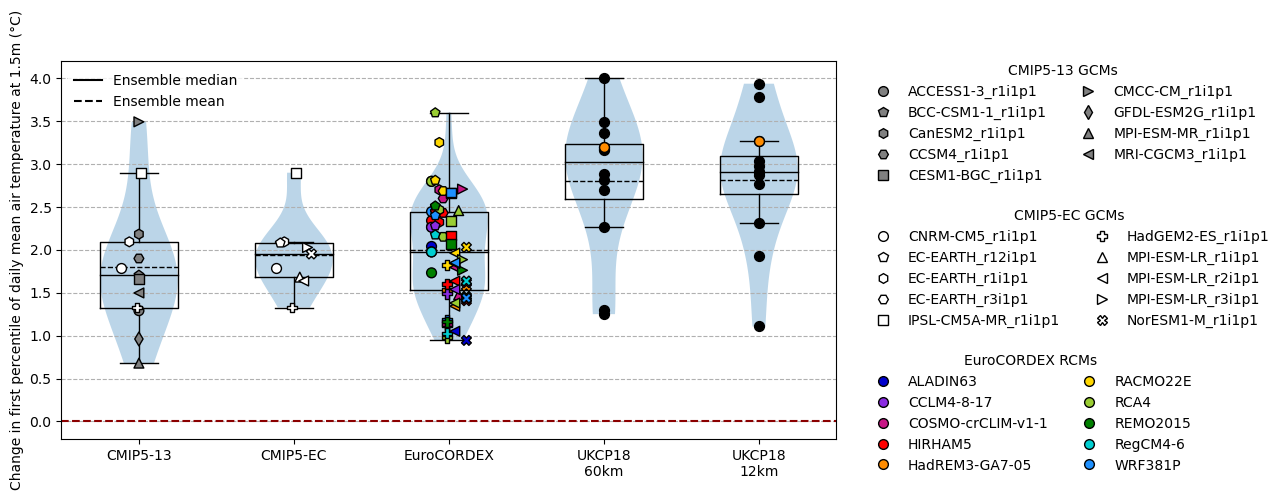 Change in first percentile of daily mean air temperature at 1.5m (°C)
4.0
3.5
3.0
2.5
2.0
1.5
1.0
0.5
0.0
Ensemble median
Ensemble mean
CMIP5-13
CMIP5-EC
EuroCORDEX
UKCP18
60km
UKCP18
12km
CMIP5-13 GCMs
ACCESS1-3_r1i1p1
BCC-CSM1-1_r1i1p1
CanESM2_r1i1p1
CCSM4_r1i1p1
CESM1-BGC_r1i1p1
CMCC-CM_r1i1p1
GFDL-ESM2G_r1i1p1
MPI-ESM-MR_r1i1p1
MRI-CGCM3_r1i1p1
CMIP5-EC GCMs
CNRM-CM5_r1i1p1
EC-EARTH_r12i1p1
EC-EARTH_r1i1p1
EC-EARTH_r3i1p1
IPSL-CM5A-MR_r1i1p1
HadGEM2-ES_r1i1p1
MPI-ESM-LR_r1i1p1
MPI-ESM-LR_r2i1p1
MPI-ESM-LR_r3i1p1
NorESM1-M_r1i1p1
EuroCORDEX RCMs
ALADIN63
CCLM4-8-17
COSMO-crCLIM-v1-1
HIRHAM5
HadREM3-GA7-05
RACMO22E
RCA4
REMO2015
RegCM4-6
WRF381P